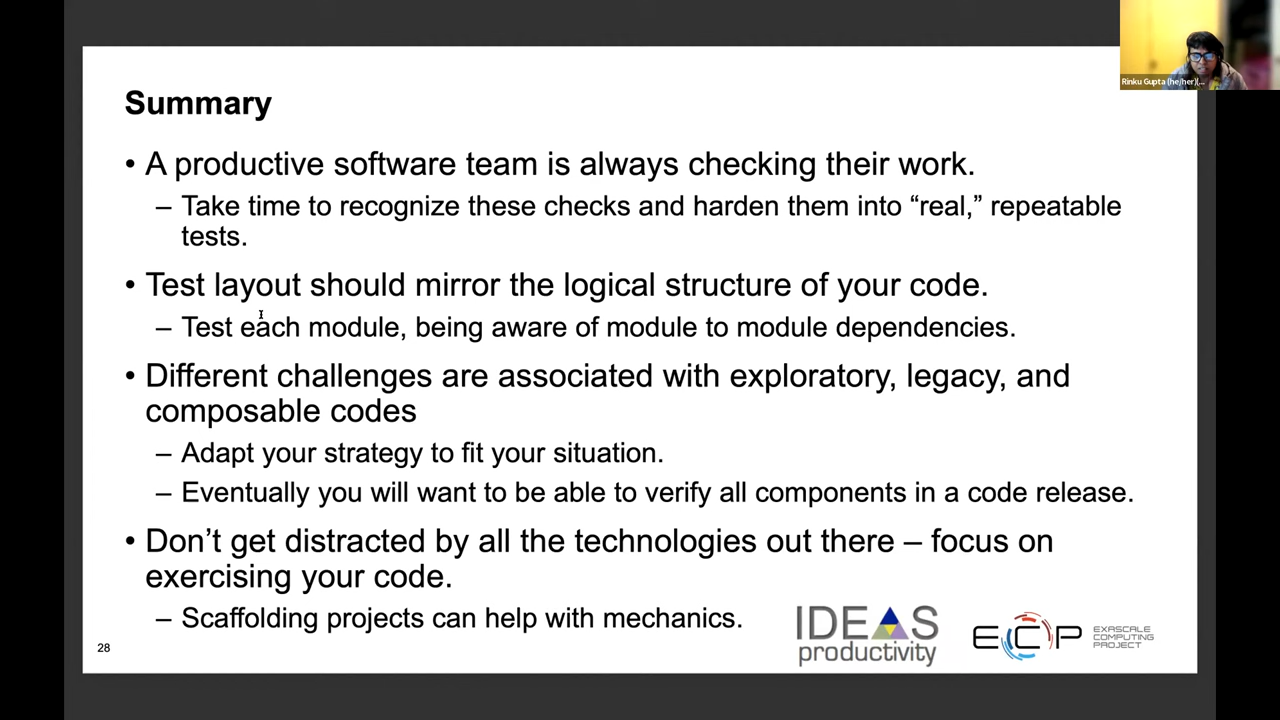 Rinku Gupta (he/her)(...
Summary
• A productive software team is always checking their work.
– Take time to recognize these checks and harden them into “real,” repeatable
tests.
• Test layout should mirror the logical structure of your code.
– Test each module, being aware of module to module dependencies.
• Different challenges are associated with exploratory, legacy, and
composable codes
– Adapt your strategy to fit your situation.
– Eventually you will want to be able to verify all components in a code release.
• Don’t get distracted by all the technologies out there – focus on
exercising your code.
– Scaffolding projects can help with mechanics.
28
IDEAS
productivity
ECP
EXASCALE
COMPUTING
PROJECT